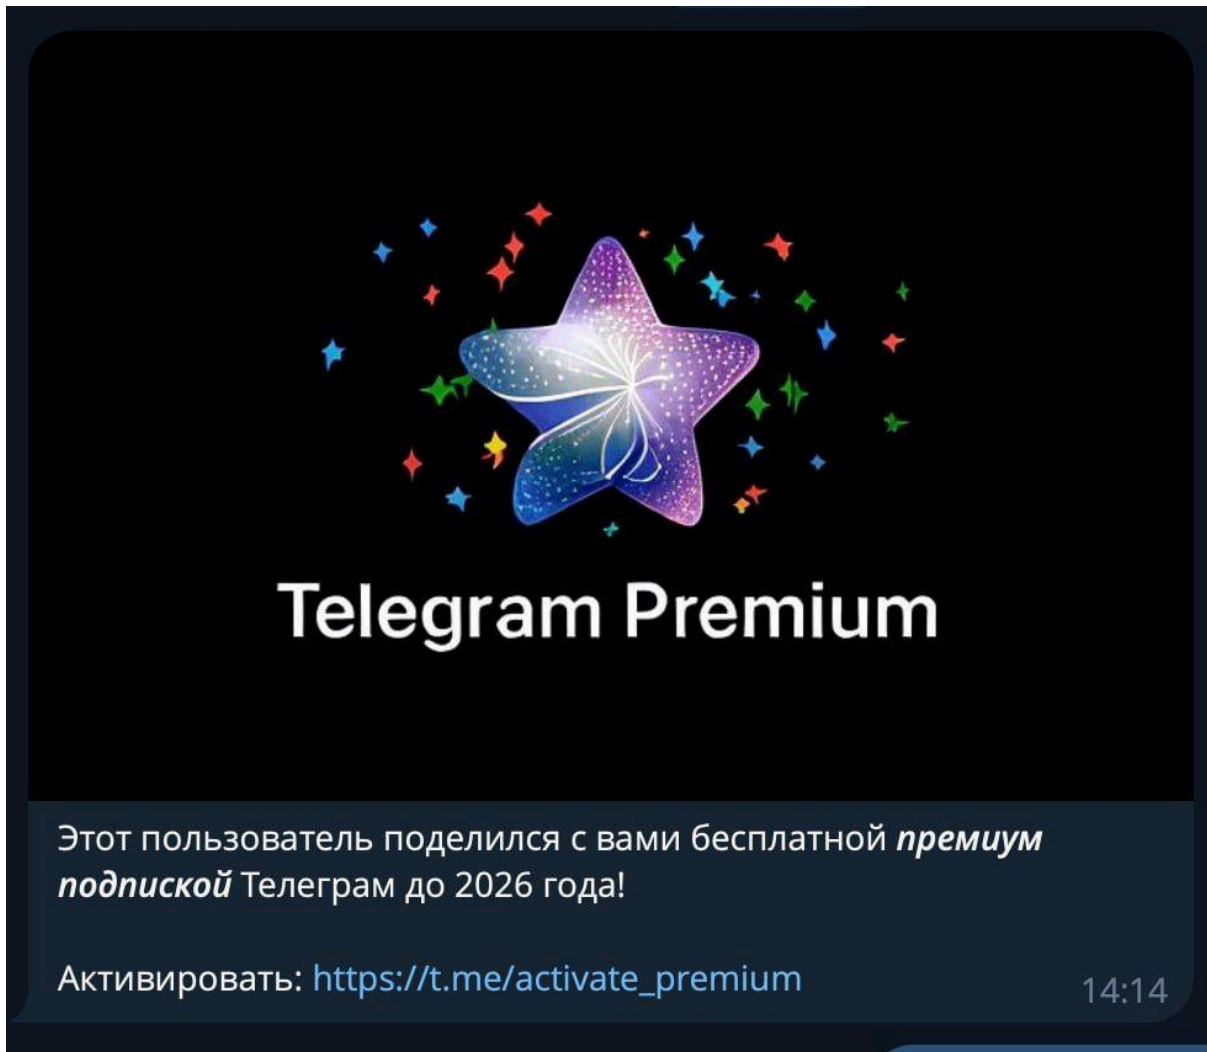 Telegram Premium
Этот пользователь поделился с вами бесплатной премиум
подпиской Телеграм до 2026 года!
Активировать: https://t.me/activate_premium
14:14